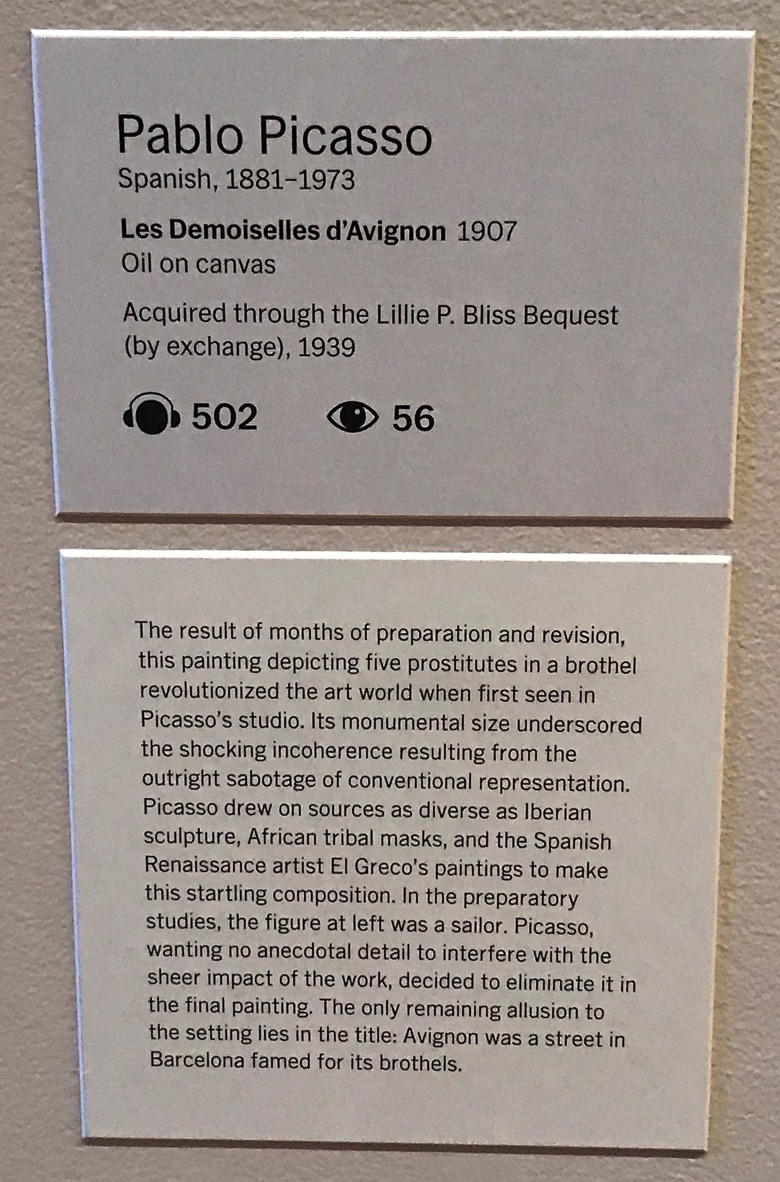 Pablo Picasso
Spanish, 1881–1973
Les Demoiselles d’Avignon 1907
Oil on canvas
Acquired through the Lillie P. Bliss Bequest
(by exchange), 1939
502 56
The result of months of preparation and revision,
this painting depicting five prostitutes in a brothel
revolutionized the art world when first seen in
Picasso’s studio. Its monumental size underscored
the shocking incoherence resulting from the
outright sabotage of conventional representation.
Picasso drew on sources as diverse as Iberian
sculpture, African tribal masks, and the Spanish
Renaissance artist El Greco’s paintings to make
this startling composition. In the preparatory
studies, the figure at left was a sailor. Picasso,
wanting no anecdotal detail to interfere with the
sheer impact of the work, decided to eliminate it in
the final painting. The only remaining allusion to
the setting lies in the title: Avignon was a street in
Barcelona famed for its brothels.